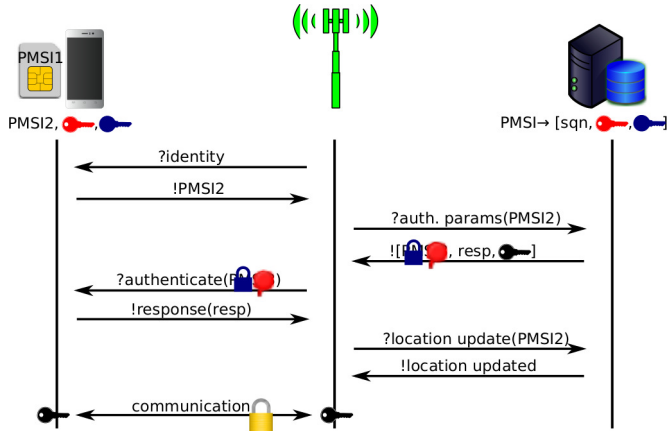 PMSI1
PMSI2, ,
PMSI→ [sqn, , ]
?identity
!PMSI2
?auth. params(PMSI2)
, resp, ]
?authenticate(
!response(resp)
?location update(PMSI2)
!location updated
communication